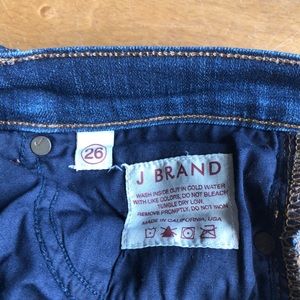 26
J BRAND
WASH INSIDE OUT IN COLD WATER
WITH LIKE COLORS, DO NOT BLEACH
TUMBLE DRY LOW.
REMOVE PROMPTLY, DO NOT IRON
MADE IN CALIFORNIA, USA